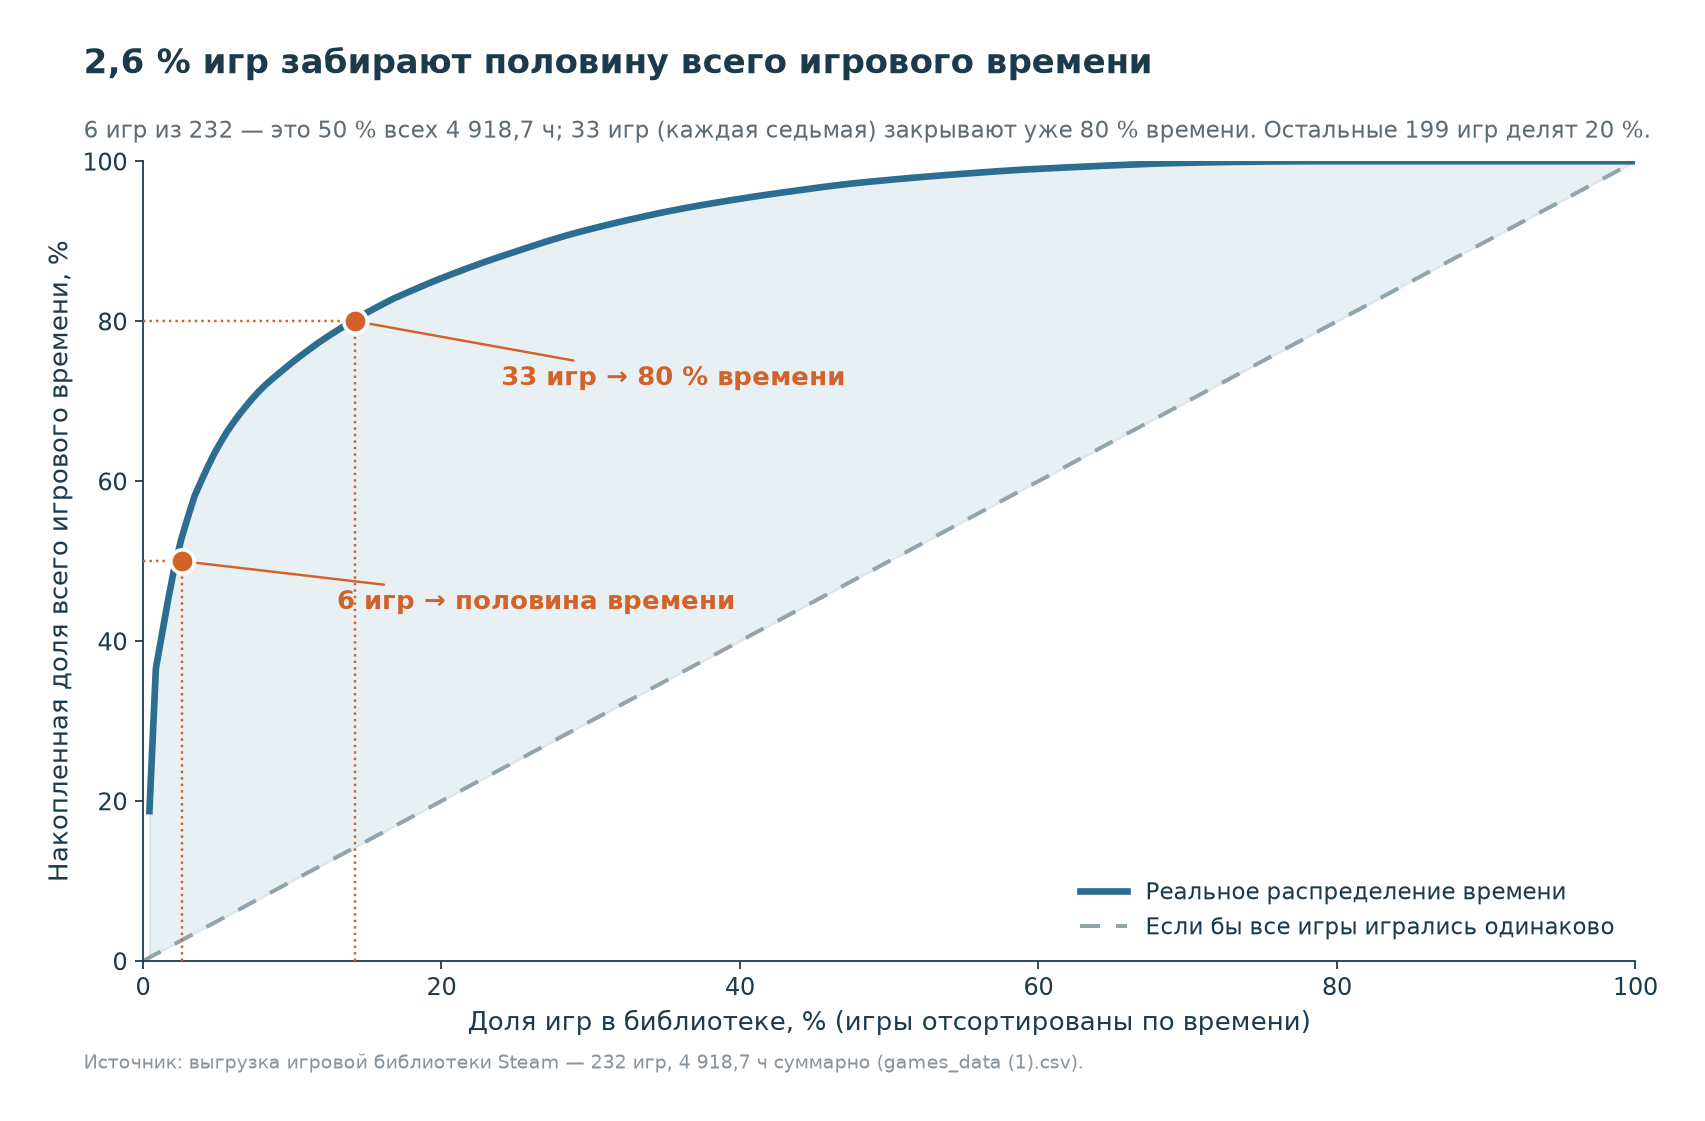 2,6 % игр забирают половину всего игрового времени
6 игр из 232 — это 50 % всех 4 918,7 ч; 33 игр (каждая седьмая) закрывают уже 80 % времени. Остальные 199 игр делят 20 %.
Накопленная доля всего игрового времени, %
100
80
60
40
20
0
33 игр → 80 % времени
6 игр → половина времени
Реальное распределение времени
Если бы все игры игрались одинаково
0 20 40 60 80 100
Доля игр в библиотеке, % (игры отсортированы по времени)
Источник: выгрузка игровой библиотеки Steam — 232 игр, 4 918,7 ч суммарно (games_data (1).csv).